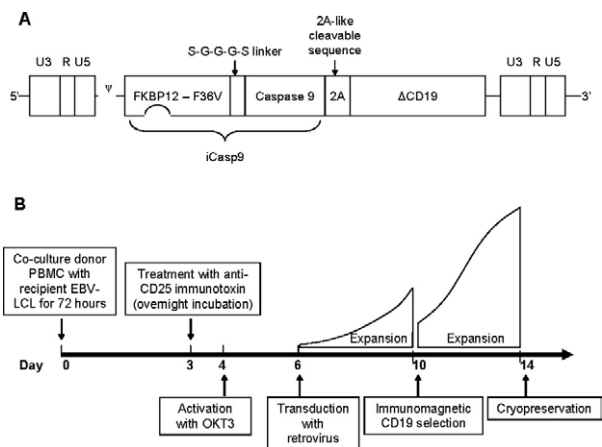 A
S-G-G-G-S linker
2A-like
cleavable
sequence
U3 R U5
U3 R U5
5'
Ψ
FKBP12 – F36V
Caspase 9
2A
ΔCD19
3'
iCasp9
B
Co-culture donor
PBMC with
recipient EBV-
LCL for 72 hours
Treatment with anti-
CD25 immunotoxin
(overnight incubation)
Expansion
Expansion
Day
0
3
4
6
10
14
Activation
with OKT3
Transduction
with
retrovirus
Immunomagnetic
CD19 selection
Cryopreservation